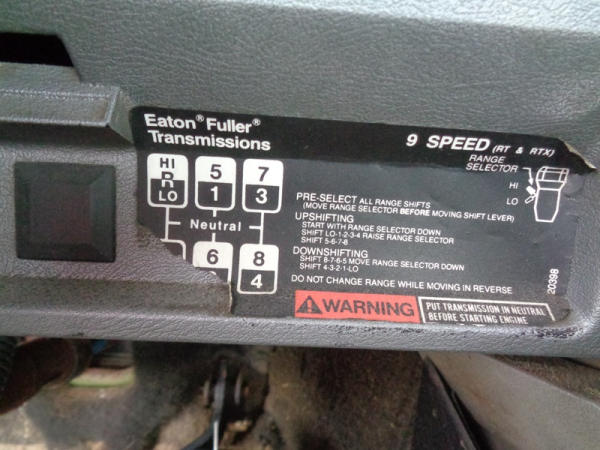 Eaton® Fuller®
Transmissions
9 SPEED (RT & RTX)
RANGE
SELECTOR
HI
LO
HI
R
LO
5
1
7
3
Neutral
6
8
4
PRE-SELECT ALL RANGE SHIFTS
(MOVE RANGE SELECTOR BEFORE MOVING SHIFT LEVER)
UPSHIFTING
START WITH RANGE SELECTOR DOWN
SHIFT LO-1-2-3-4 RAISE RANGE SELECTOR
SHIFT 5-6-7-8
DOWNSHIFTING
SHIFT 8-7-6-5 MOVE RANGE SELECTOR DOWN
SHIFT 4-3-2-1-LO
DO NOT CHANGE RANGE WHILE MOVING IN REVERSE
20398
WARNING
PUT TRANSMISSION IN NEUTRAL
BEFORE STARTING ENGINE